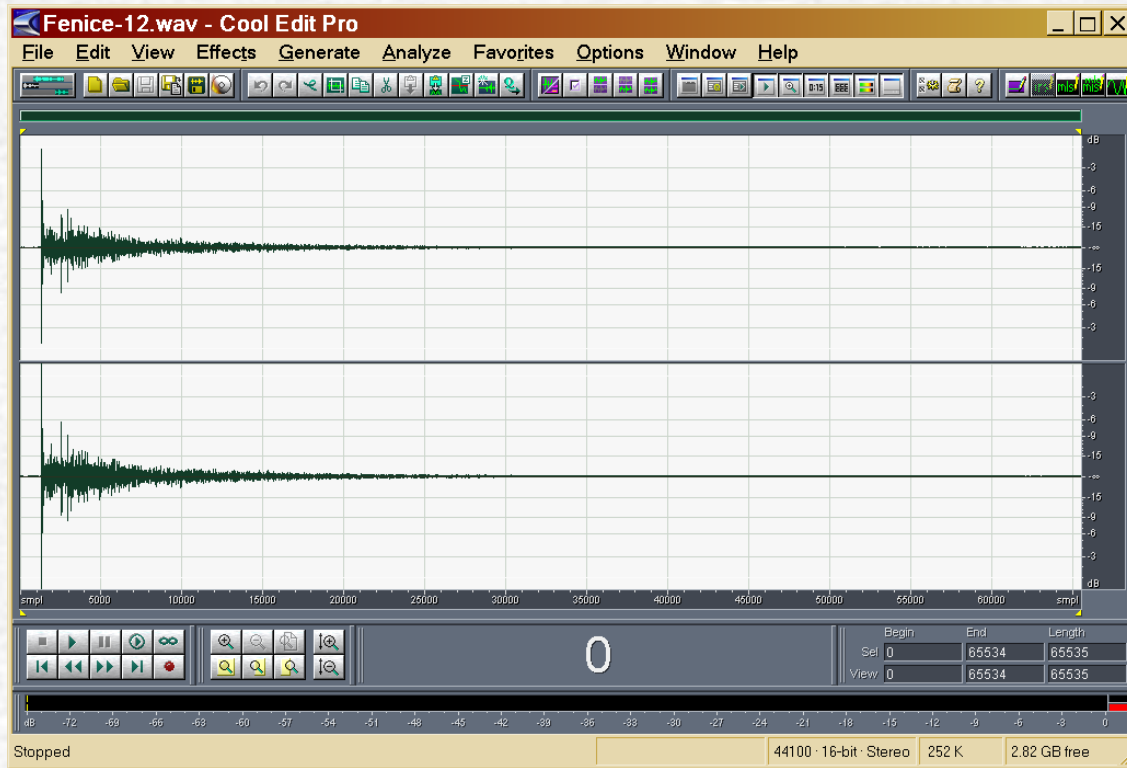 Fenice-12.wav - Cool Edit Pro
File Edit View Effects Generate Analyze Favorites Options Window Help
dB
-3
-6
-9
-15
-∞
-15
-9
-6
-3
-3
-6
-9
-15
-∞
-15
-9
-6
-3
dB
smpl 5000 10000 15000 20000 25000 30000 35000 40000 45000 50000 55000 60000 smpl
0
Begin End Length
Sel 0 65534 65535
View 0 65534 65535
dB -72 -69 -66 -63 -60 -57 -54 -51 -48 -45 -42 -39 -36 -33 -30 -27 -24 -21 -18 -15 -12 -9 -6 -3 0
Stopped 44100 · 16-bit · Stereo 252 K 2.82 GB free